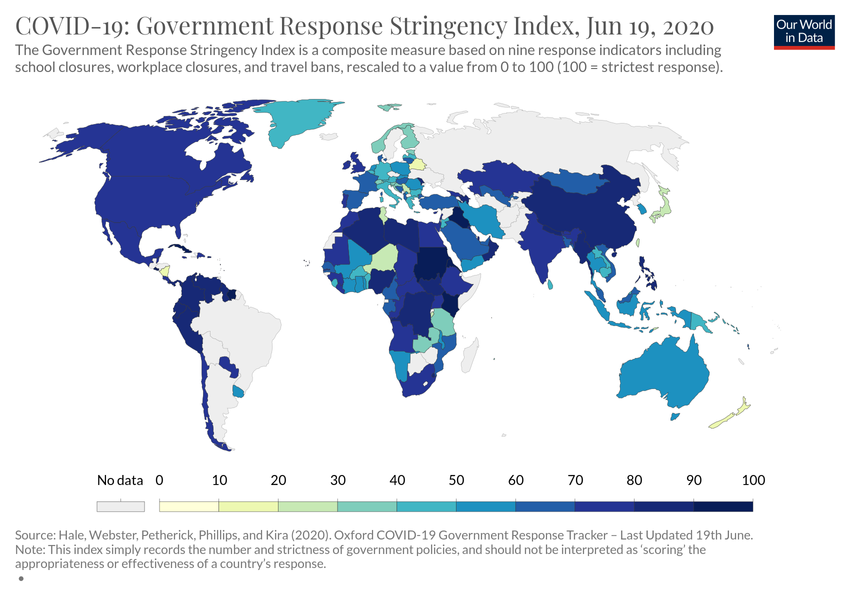 COVID-19: Government Response Stringency Index, Jun 19, 2020
Our World
in Data
The Government Response Stringency Index is a composite measure based on nine response indicators including
school closures, workplace closures, and travel bans, rescaled to a value from 0 to 100 (100 = strictest response).
No data 0 10 20 30 40 50 60 70 80 90 100
Source: Hale, Webster, Petherick, Phillips, and Kira (2020). Oxford COVID-19 Government Response Tracker – Last Updated 19th June.
Note: This index simply records the number and strictness of government policies, and should not be interpreted as ‘scoring’ the
appropriateness or effectiveness of a country's response.